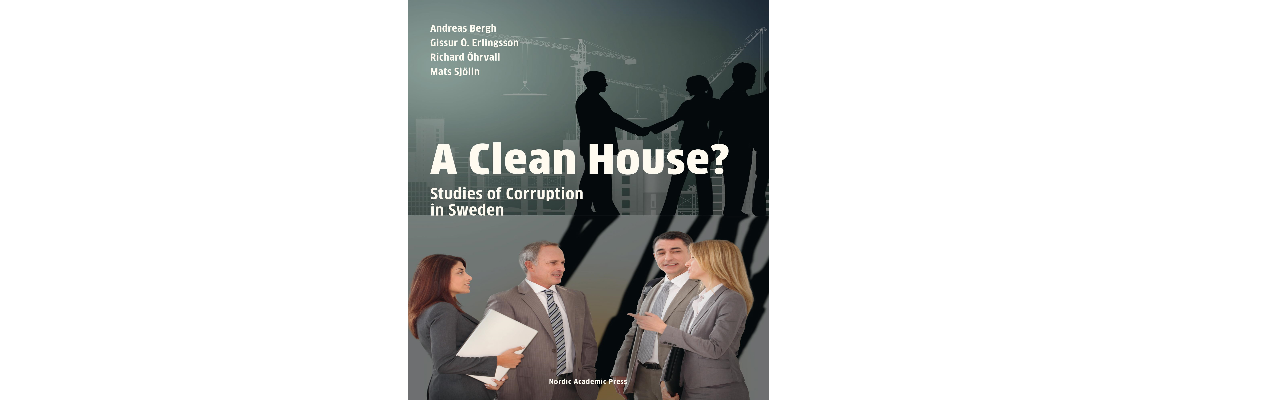 Andreas Bergh
Gissur Ó. Erlingsson
Richard Öhrvall
Mats Sjölin
A Clean House?
Studies of Corruption
in Sweden
Nordic Academic Press